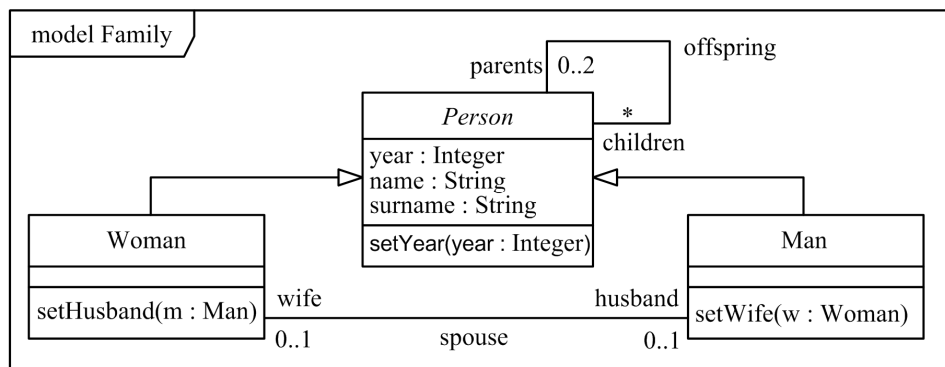 model Family
offspring
parents 0..2
Person
*
children
year : Integer
name : String
surname : String
setYear(year : Integer)
Woman
setHusband(m : Man)
Man
setWife(w : Woman)
wife
husband
0..1
spouse
0..1